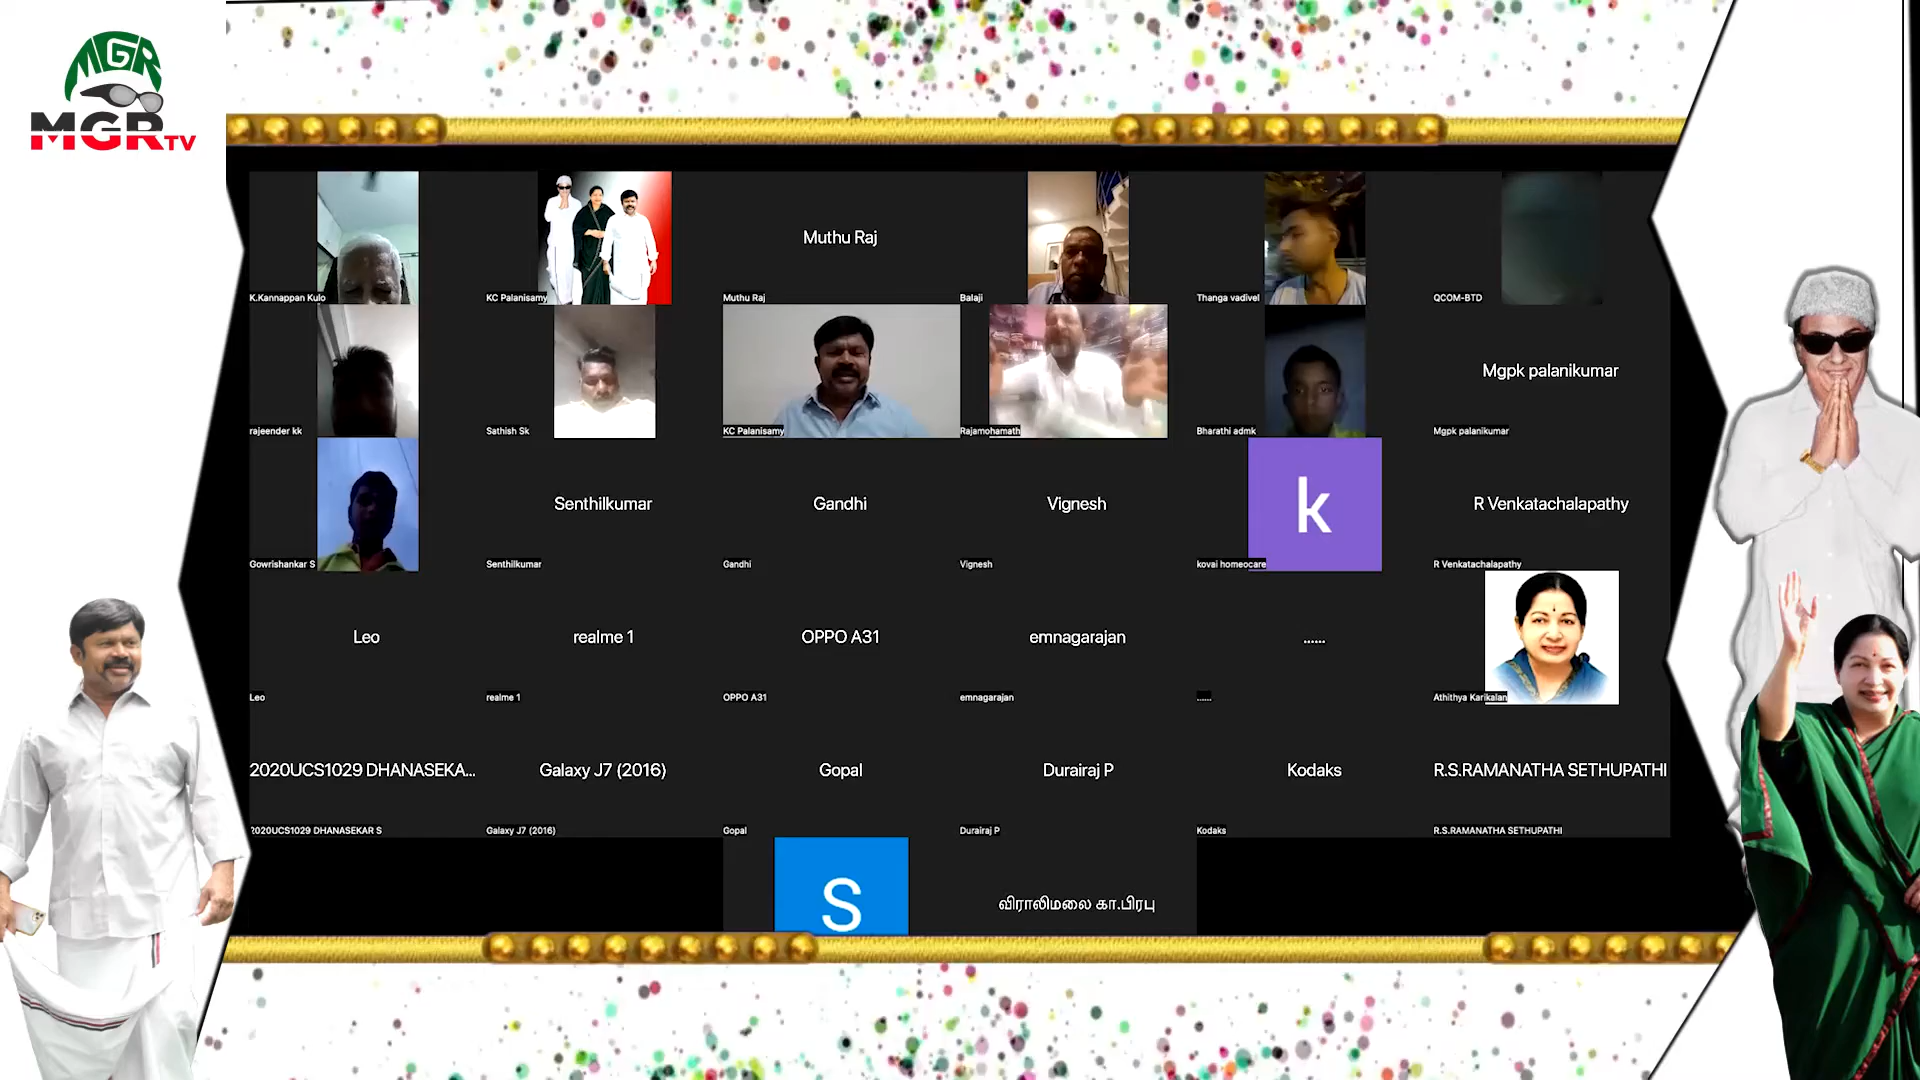 MGR
MGR TV
K.Kannappan Kulo
KC Palanisamy
Muthu Raj
Muthu Raj
Balaji
Thanga vadivel
QCOM-BTD
rajeender kk
Sathish Sk
KC Palanisamy
Rajamohamath
Bharathi admk
Mgpk palanikumar
Mgpk palanikumar
Gowrishankar S
Senthilkumar
Senthilkumar
Gandhi
Gandhi
Vignesh
Vignesh
k
kovai homeocare
R Venkatachalapathy
R Venkatachalapathy
Leo
Leo
realme 1
realme 1
OPPO A31
OPPO A31
emnagarajan
emnagarajan
......
......
Athithya Karikalan
2020UCS1029 DHANASEKA...
2020UCS1029 DHANASEKAR S
Galaxy J7 (2016)
Galaxy J7 (2016)
Gopal
Gopal
Durairaj P
Durairaj P
Kodaks
Kodaks
R.S.RAMANATHA SETHUPATHI
R.S.RAMANATHA SETHUPATHI
S
விராலிமலை கா.பிரபு